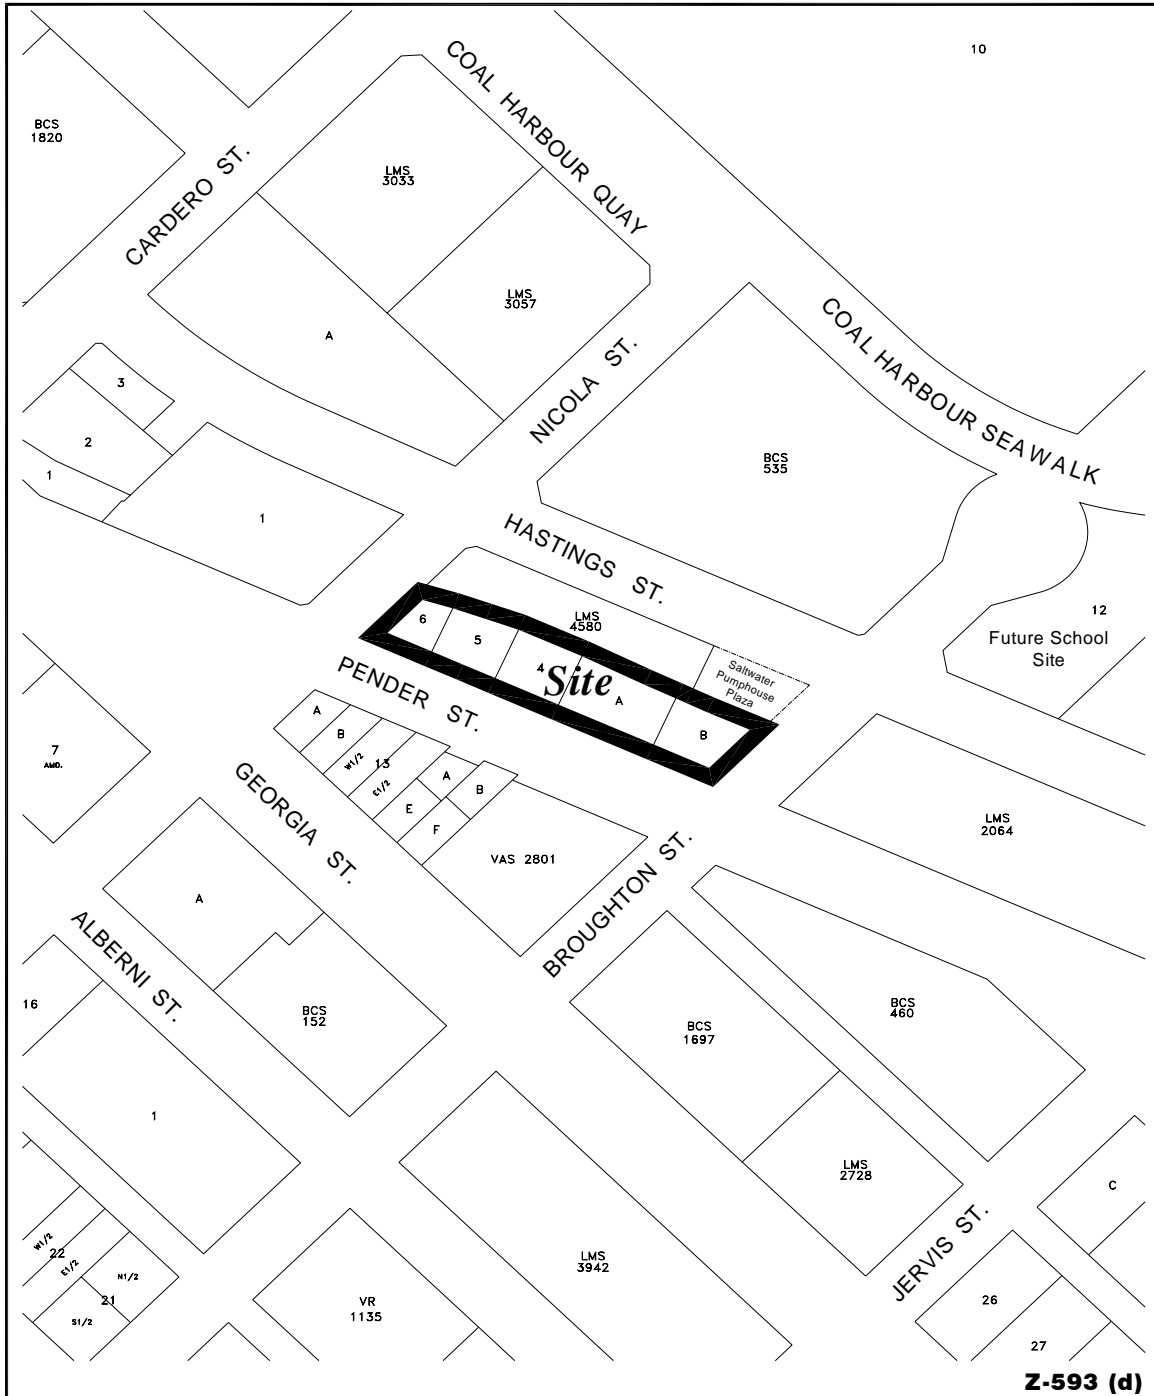 10
COAL HARBOUR QUAY
BCS
1820
CARDERO ST.
LMS
3033
LMS
3057
A
COAL HARBOUR SEAWALK
NICOLA ST.
3
2
1
1
BCS
535
HASTINGS ST.
LMS
4580
6
5
4
Site
A
B
Saltwater
Pumphouse
Plaza
12
Future School
Site
PENDER ST.
A
B
W1/2
13
E1/2
A
B
E
F
VAS 2801
7
AMD.
GEORGIA ST.
LMS
2064
BROUGHTON ST.
A
ALBERNI ST.
16
BCS
152
BCS
460
BCS
1697
1
LMS
2728
C
JERVIS ST.
W1/2
22
E1/2
N1/2
21
S1/2
LMS
3942
VR
1135
26
27
Z-593 (d)